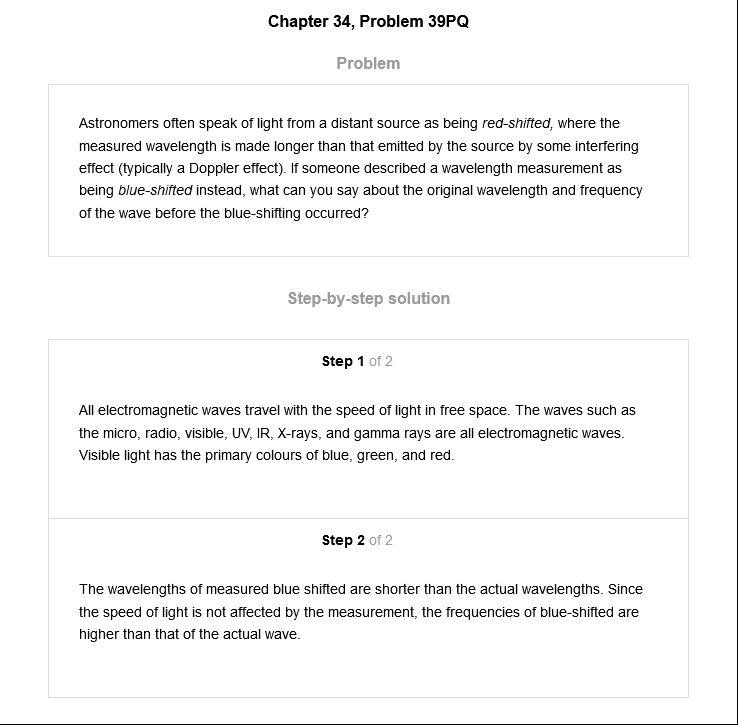 Chapter 34, Problem 39PQ
Problem
Astronomers often speak of light from a distant source as being red-shifted, where the
measured wavelength is made longer than that emitted by the source by some interfering
effect (typically a Doppler effect). If someone described a wavelength measurement as
being blue-shifted instead, what can you say about the original wavelength and frequency
of the wave before the blue-shifting occurred?
Step-by-step solution
Step 1 of 2
All electromagnetic waves travel with the speed of light in free space. The waves such as
the micro, radio, visible, UV, IR, X-rays, and gamma rays are all electromagnetic waves.
Visible light has the primary colours of blue, green, and red.
Step 2 of 2
The wavelengths of measured blue shifted are shorter than the actual wavelengths. Since
the speed of light is not affected by the measurement, the frequencies of blue-shifted are
higher than that of the actual wave.